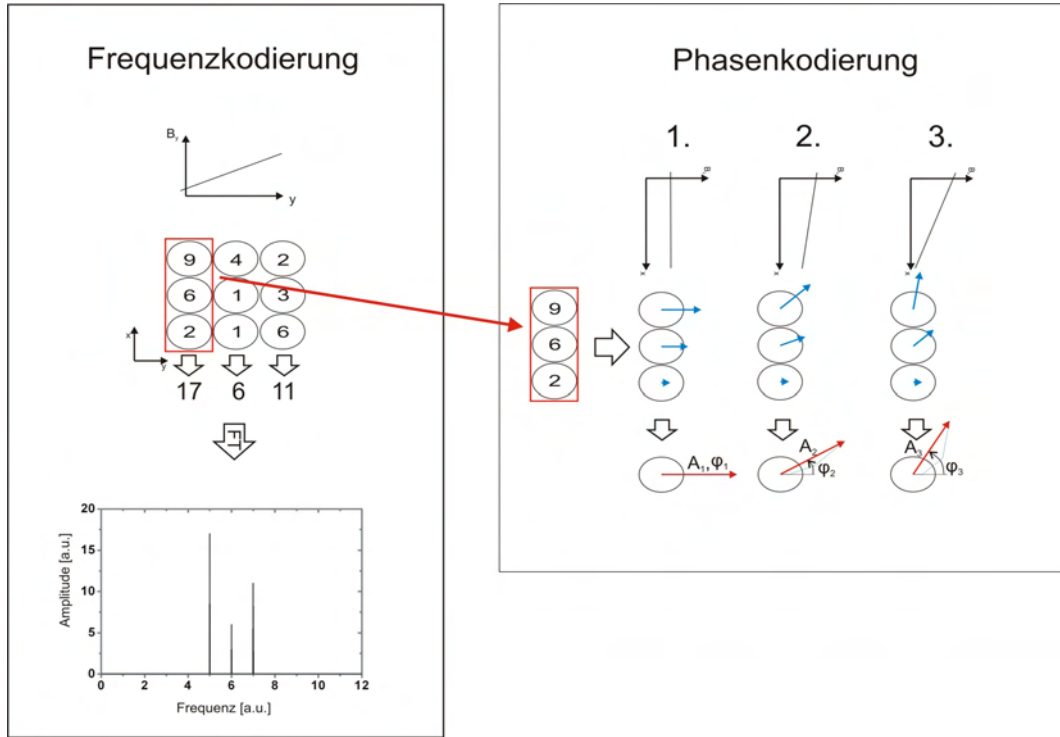 Frequenzkodierung
By
y
9 4 2
6 1 3
2 1 6
x
y
17 6 11
FT
Amplitude [a.u.]
20
15
10
5
0
0 2 4 6 8 10 12
Frequenz [a.u.]
Phasenkodierung
1. 2. 3.
B B B
x x x
9
6
2
A1,φ1
A2
φ2
A3
φ3